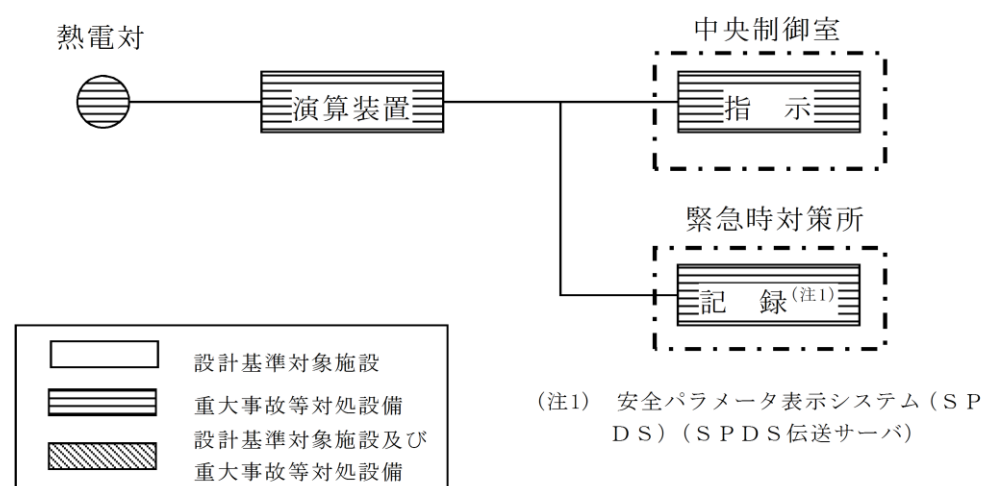 熱電対
中央制御室
演算装置
指 示
緊急時対策所
記 録(注1)
設計基準対象施設
重大事故等対処設備
設計基準対象施設及び
重大事故等対処設備
(注1) 安全パラメータ表示システム(SP
DS)(SPDS伝送サーバ)